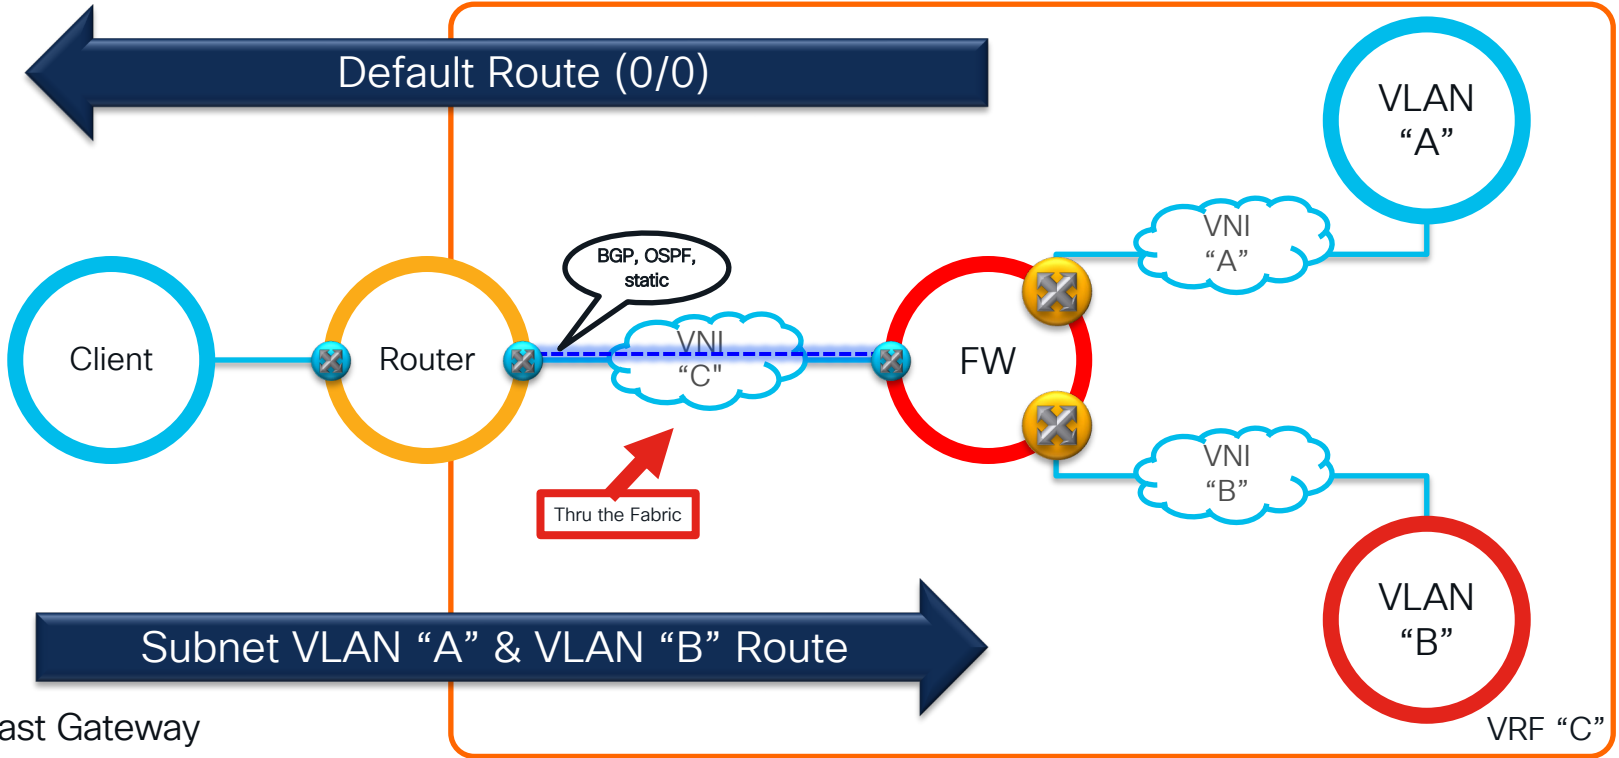 Default Route (0/0)
VLAN
“A”
VNI
“A”
BGP, OSPF,
static
Client
Router
VNI
“C"
FW
VNI
“B”
Thru the Fabric
VLAN
“B”
Subnet VLAN “A” & VLAN “B” Route
ast Gateway
VRF “C”